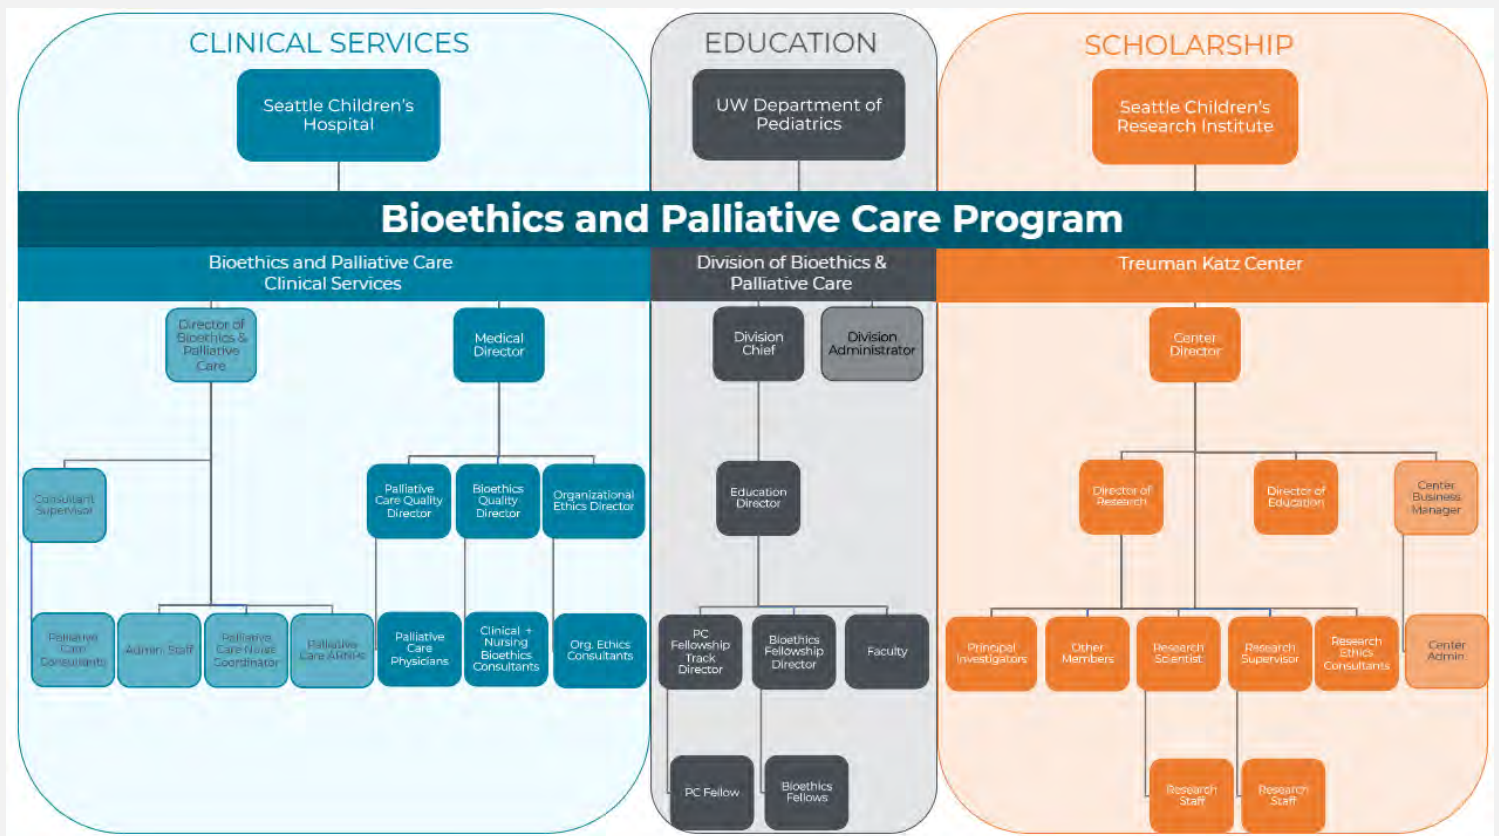 CLINICAL SERVICES
EDUCATION
SCHOLARSHIP
Seattle Children's
Hospital
UW Department of
Pediatrics
Seattle Children's
Research Institute
Bioethics and Palliative Care Program
Bioethics and Palliative Care
Clinical Services
Division of Bioethics &
Palliative Care
Treuman Katz Center
Director of
Bioethics &
Palliative
Care
Medical
Director
Division
Chief
Division
Administrator
Center
Director
Consultant
Supervisor
Palliative
Care Quality
Director
Bioethics
Quality
Director
Organizational
Ethics Director
Education
Director
Director of
Research
Director of
Education
Center
Business
Manager
Palliative
Care
Consultants
Admin Staff
Palliative
Care Nurse
Coordinator
Palliative
Care ARNPs
Palliative
Care
Physicians
Clinical +
Nursing
Bioethics
Consultants
Org. Ethics
Consultants
PC
Fellowship
Track
Director
Bioethics
Fellowship
Director
Faculty
Principal
Investigators
Other
Members
Research
Scientist
Research
Supervisor
Research
Ethics
Consultants
Center
Admin
PC Fellow
Bioethics
Fellows
Research
Staff
Research
Staff